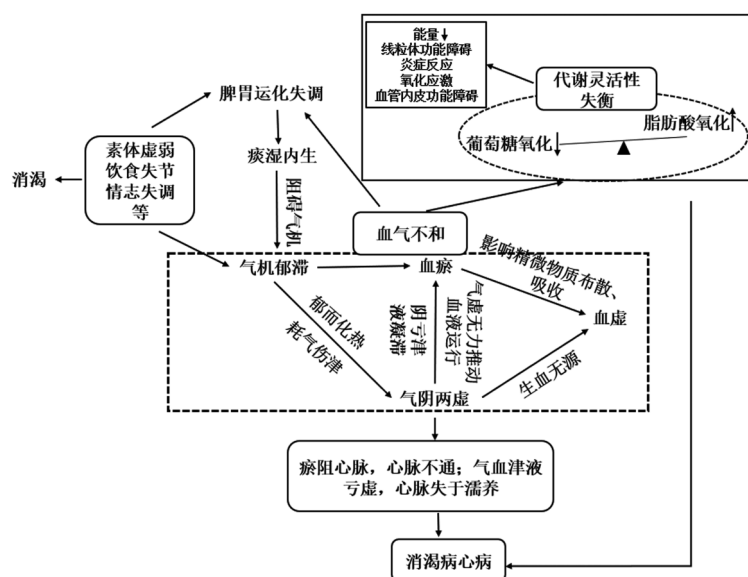 能量↓
线粒体功能障碍
炎症反应
氧化应激
血管内皮功能障碍
代谢灵活性
失衡
脂肪酸氧化↑
葡萄糖氧化↓
脾胃运化失调
痰湿内生
素体虚弱
饮食失节
情志失调
等
消渴
阻碍气机
血气不和
气机郁滞
血瘀
影响精微物质布散、
吸收
血虚
郁而化热
耗气伤津
阴亏津
液凝滞
气虚无力推动
血液运行
生血无源
气阴两虚
瘀阻心脉，心脉不通；气血津液
亏虚，心脉失于濡养
消渴病心病